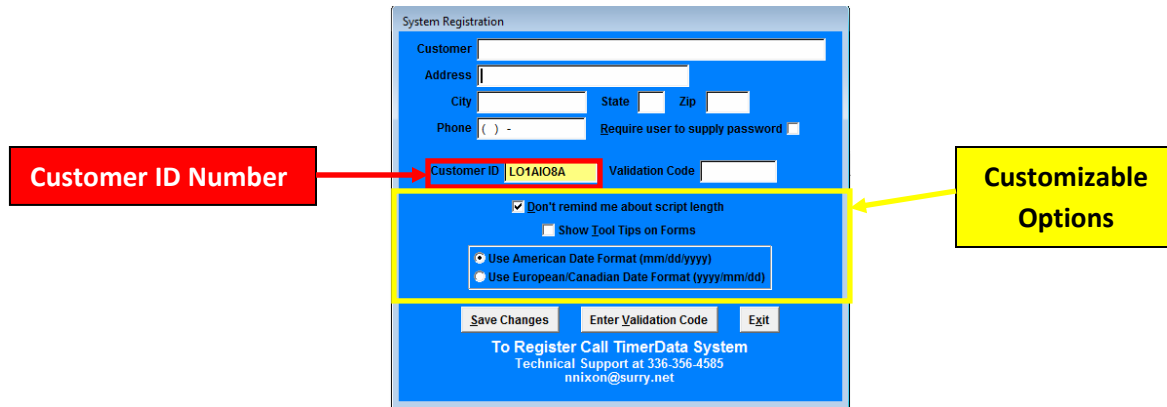 System Registration
Customer
Address
City State Zip
Phone ( ) - Require user to supply password
Customer ID Number
Customer ID LO1AIO8A Validation Code
Customizable
Options
Don't remind me about script length
Show Tool Tips on Forms
Use American Date Format (mm/dd/yyyy)
Use European/Canadian Date Format (yyyy/mm/dd)
Save Changes Enter Validation Code Exit
To Register Call TimerData System
Technical Support at 336-356-4585
nnixon@surry.net